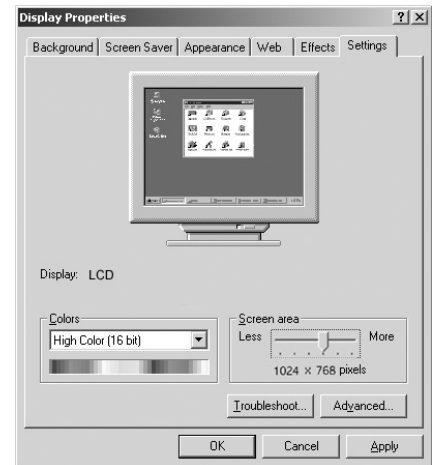 Display Properties
Background Screen Saver Appearance Web Effects Settings
Display: LCD
Colors
High Color (16 bit)
Screen area
Less More
1024 × 768 pixels
Troubleshoot... Advanced...
OK Cancel Apply